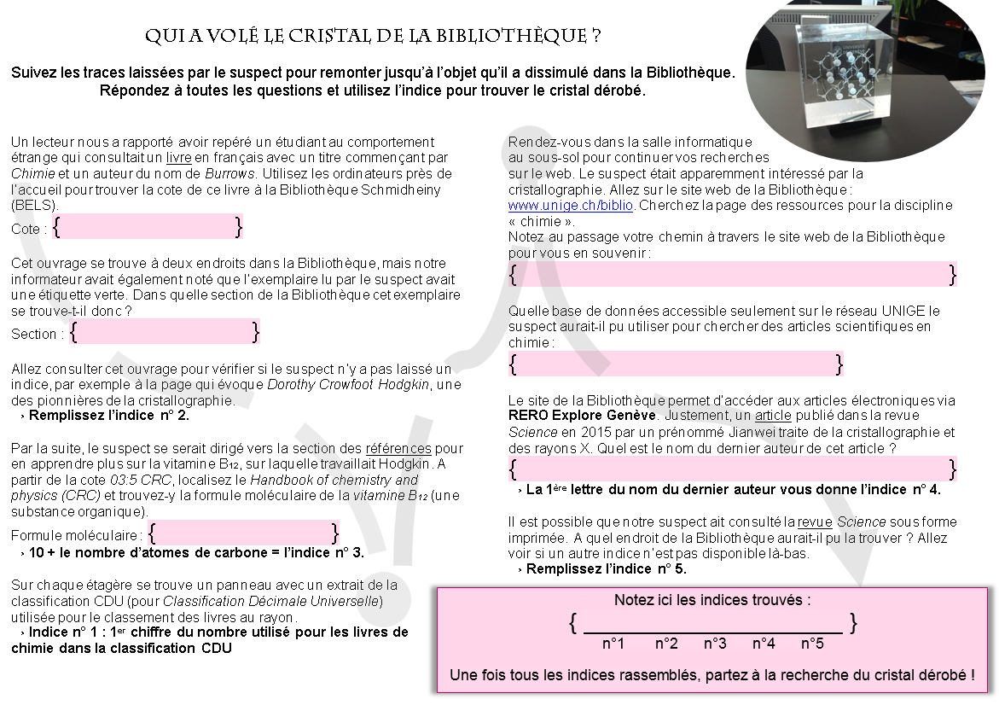 QUI A VOLÉ LE CRISTAL DE LA BIBLIOTHÈQUE ?
Suivez les traces laissées par le suspect pour remonter jusqu'à l'objet qu'il a dissimulé dans la Bibliothèque.
Répondez à toutes les questions et utilisez l'indice pour trouver le cristal dérobé.
Un lecteur nous a rapporté avoir repéré un étudiant au comportement
étrange qui consultait un livre en français avec un titre commençant par
Chimie et un auteur du nom de Burrows. Utilisez les ordinateurs près de
l'accueil pour trouver la cote de ce livre à la Bibliothèque Schmidheiny
(BELS).
Cote : { }
Cet ouvrage se trouve à deux endroits dans la Bibliothèque, mais notre
informateur avait également noté que l'exemplaire lu par le suspect avait
une étiquette verte. Dans quelle section de la Bibliothèque cet exemplaire
se trouve-t-il donc ?
Section : { }
Allez consulter cet ouvrage pour vérifier si le suspect n'y a pas laissé un
indice, par exemple à la page qui évoque Dorothy Crowfoot Hodgkin, une
des pionnières de la cristallographie.
› Remplissez l'indice n° 2.
Par la suite, le suspect se serait dirigé vers la section des références pour
en apprendre plus sur la vitamine B₁₂, sur laquelle travaillait Hodgkin. A
partir de la cote 03:5 CRC, localisez le Handbook of chemistry and
physics (CRC) et trouvez-y la formule moléculaire de la vitamine B₁₂ (une
substance organique).
Formule moléculaire : { }
› 10 + le nombre d'atomes de carbone = l'indice n° 3.
Sur chaque étagère se trouve un panneau avec un extrait de la
classification CDU (pour Classification Décimale Universelle)
utilisée pour le classement des livres au rayon.
› Indice n° 1 : 1er chiffre du nombre utilisé pour les livres de
chimie dans la classification CDU
Rendez-vous dans la salle informatique
au sous-sol pour continuer vos recherches
sur le web. Le suspect était apparemment intéressé par la
cristallographie. Allez sur le site web de la Bibliothèque :
www.unige.ch/biblio. Cherchez la page des ressources pour la discipline
« chimie ».
Notez au passage votre chemin à travers le site web de la Bibliothèque
pour vous en souvenir :
{ }
Quelle base de données accessible seulement sur le réseau UNIGE le
suspect aurait-il pu utiliser pour chercher des articles scientifiques en
chimie :
{ }
Le site de la Bibliothèque permet d'accéder aux articles électroniques via
RERO Explore Genève. Justement, un article publié dans la revue
Science en 2015 par un prénommé Jianwei traite de la cristallographie et
des rayons X. Quel est le nom du dernier auteur de cet article ?
{ }
› La 1ère lettre du nom du dernier auteur vous donne l'indice n° 4.
Il est possible que notre suspect ait consulté la revue Science sous forme
imprimée. A quel endroit de la Bibliothèque aurait-il pu la trouver ? Allez
voir si un autre indice n'est pas disponible là-bas.
› Remplissez l'indice n° 5.
Notez ici les indices trouvés :
{ ________________ }
n°1 n°2 n°3 n°4 n°5
Une fois tous les indices rassemblés, partez à la recherche du cristal dérobé !